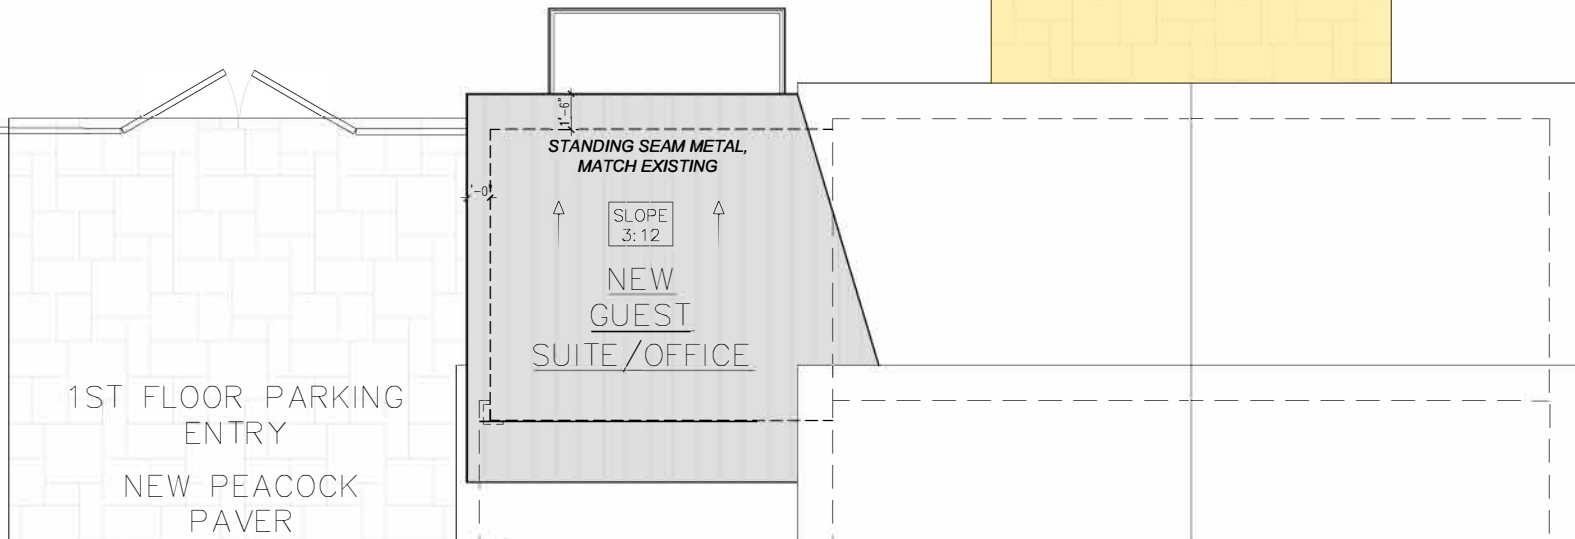 1'-6"
STANDING SEAM METAL,
MATCH EXISTING
'-0"
SLOPE
3:12
NEW
GUEST
SUITE/OFFICE
1ST FLOOR PARKING
ENTRY
NEW PEACOCK
PAVER